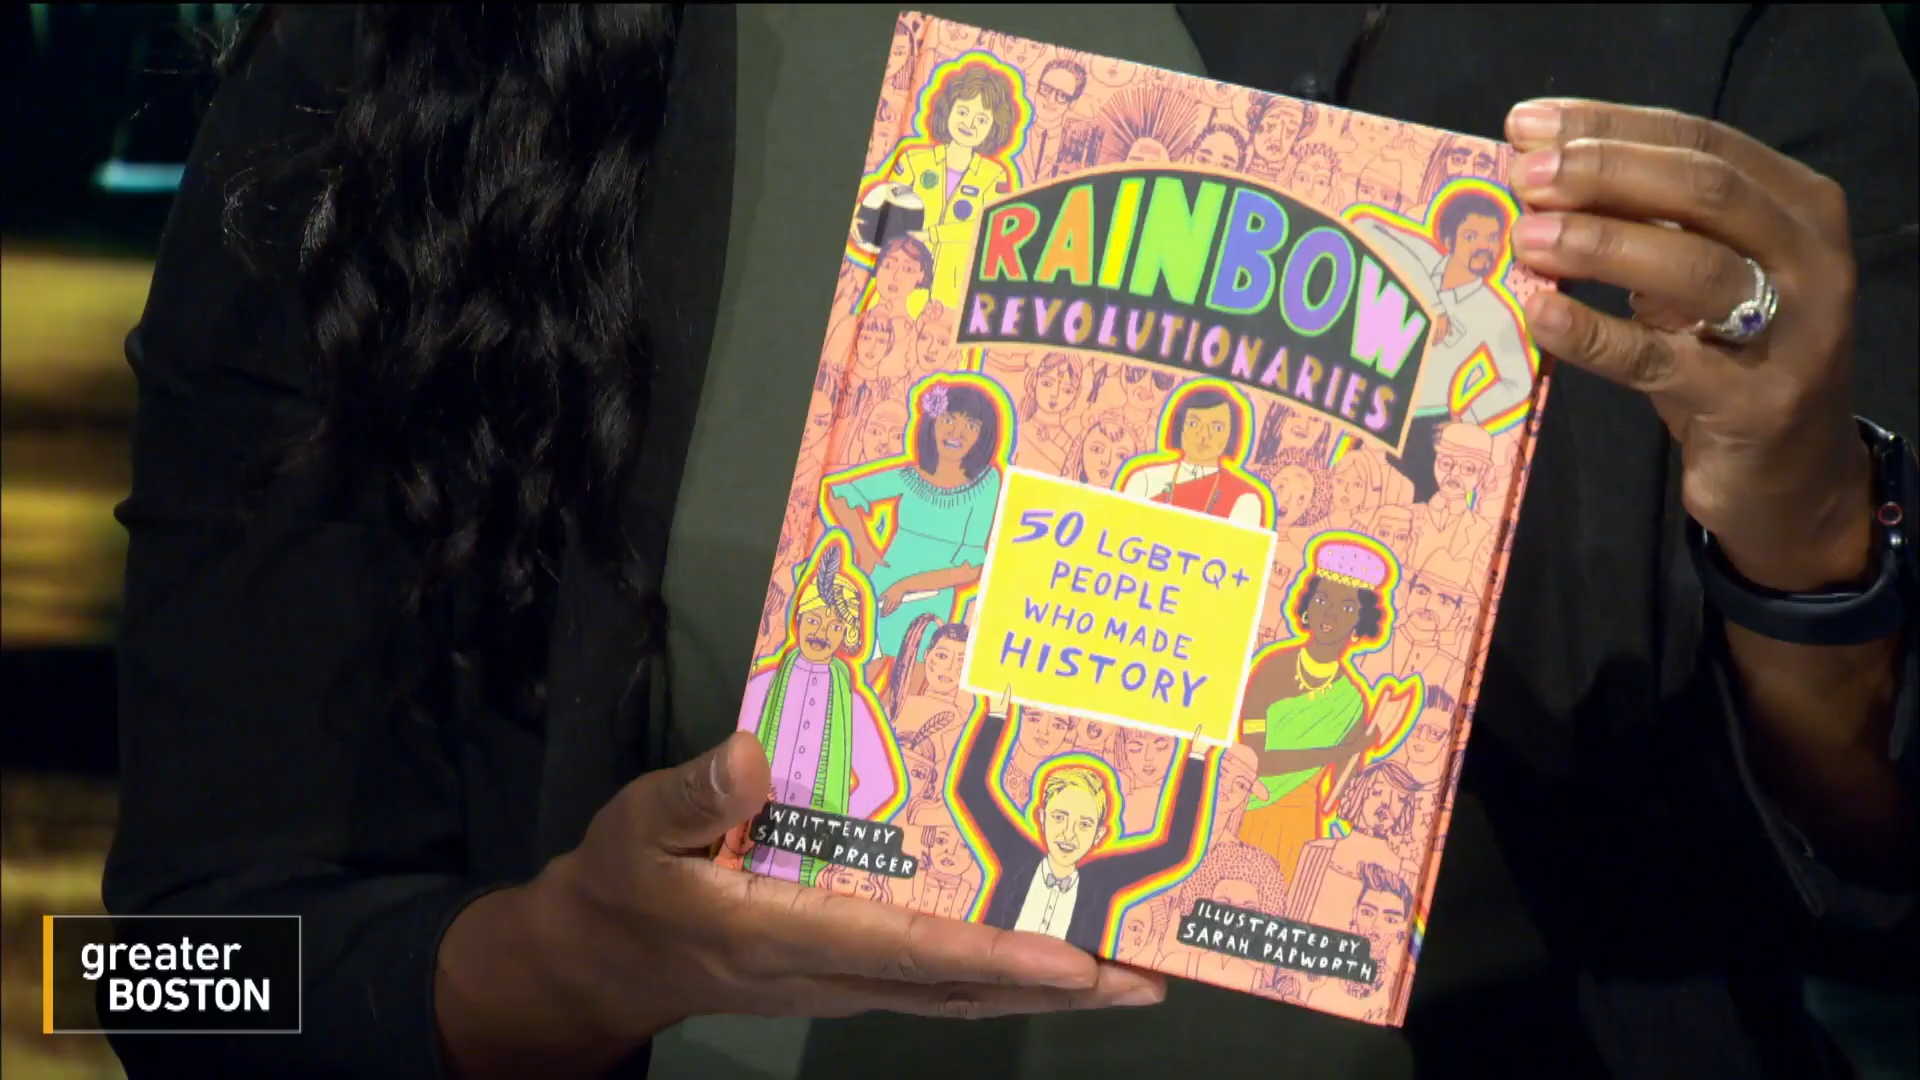 RAINBOW
REVOLUTIONARIES
50 LGBTQ+
PEOPLE
WHO MADE
HISTORY
WRITTEN BY
SARAH PRAGER
ILLUSTRATED BY
SARAH PAPWORTH
greater
BOSTON